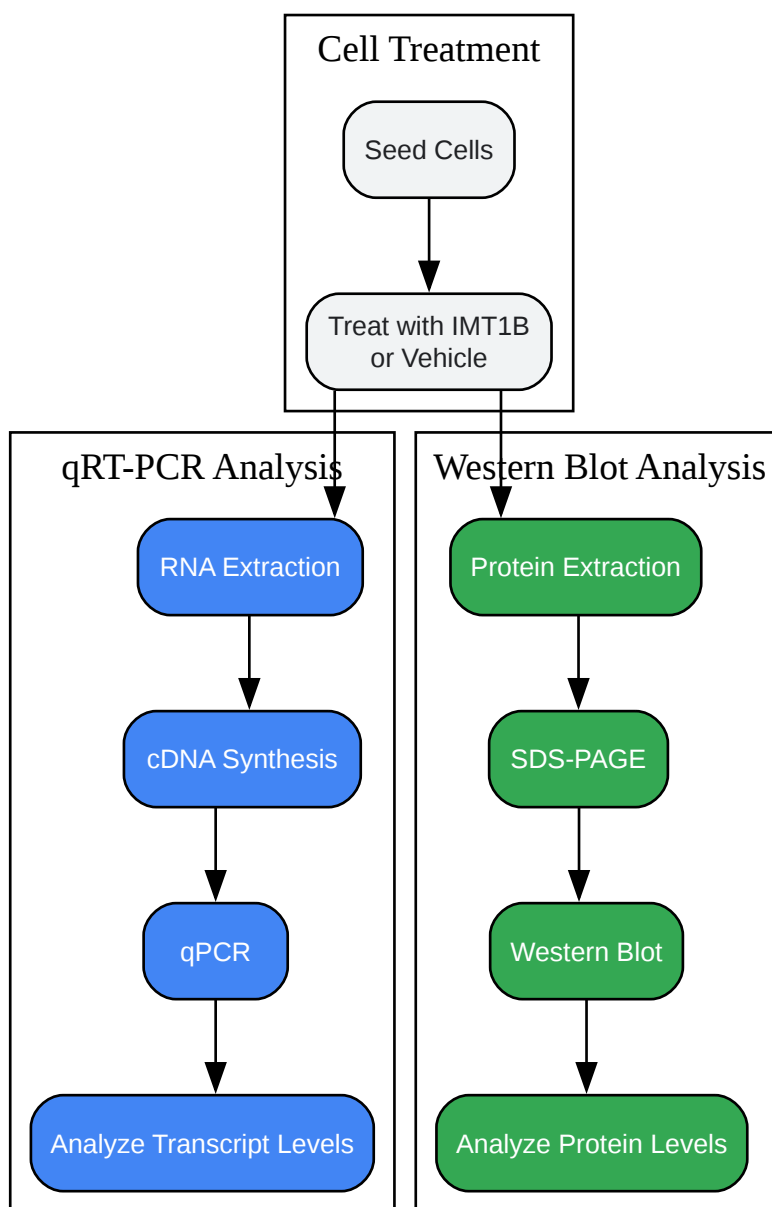 Cell Treatment
Seed Cells
Treat with IMT1B
or Vehicle
qRT-PCR Analysis
RNA Extraction
cDNA Synthesis
qPCR
Analyze Transcript Levels
Western Blot Analysis
Protein Extraction
SDS-PAGE
Western Blot
Analyze Protein Levels